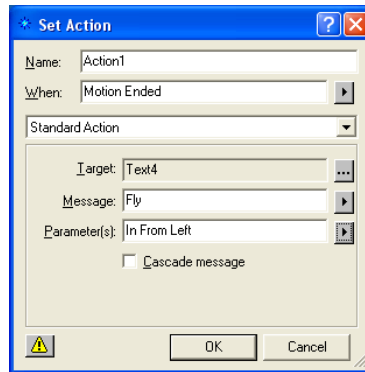 Set Action
Name: Action1
When: Motion Ended
Standard Action
Target: Text4 ...
Message: Fly
Parameter(s): In From Left
Cascade message
OK Cancel